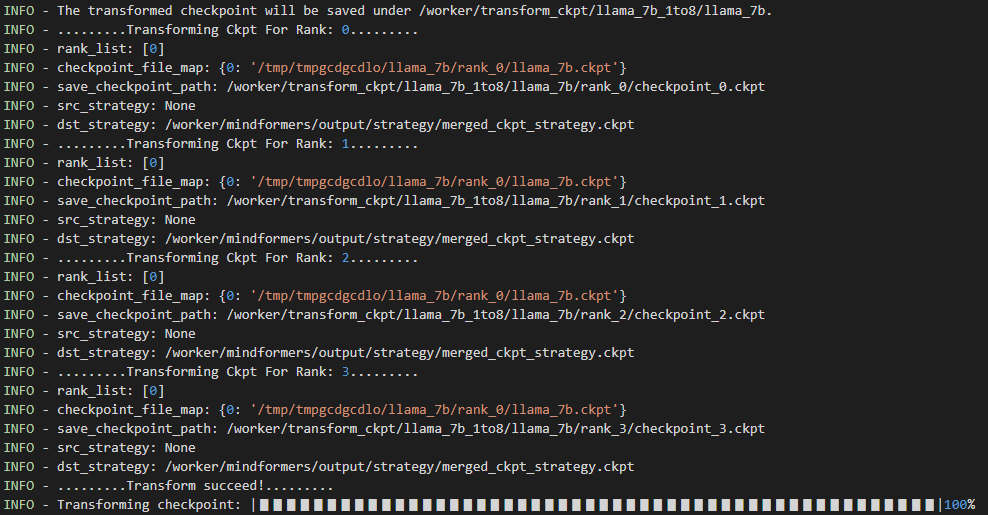 INFO - The transformed checkpoint will be saved under /worker/transform_ckpt/llama_7b_1to8/llama_7b.
INFO - .........Transforming Ckpt For Rank: 0.........
INFO - rank_list: [0]
INFO - checkpoint_file_map: {0: '/tmp/tmpgcdgcdlo/llama_7b/rank_0/llama_7b.ckpt'}
INFO - save_checkpoint_path: /worker/transform_ckpt/llama_7b_1to8/llama_7b/rank_0/checkpoint_0.ckpt
INFO - src_strategy: None
INFO - dst_strategy: /worker/mindformers/output/strategy/merged_ckpt_strategy.ckpt
INFO - .........Transforming Ckpt For Rank: 1.........
INFO - rank_list: [0]
INFO - checkpoint_file_map: {0: '/tmp/tmpgcdgcdlo/llama_7b/rank_0/llama_7b.ckpt'}
INFO - save_checkpoint_path: /worker/transform_ckpt/llama_7b_1to8/llama_7b/rank_1/checkpoint_1.ckpt
INFO - src_strategy: None
INFO - dst_strategy: /worker/mindformers/output/strategy/merged_ckpt_strategy.ckpt
INFO - .........Transforming Ckpt For Rank: 2.........
INFO - rank_list: [0]
INFO - checkpoint_file_map: {0: '/tmp/tmpgcdgcdlo/llama_7b/rank_0/llama_7b.ckpt'}
INFO - save_checkpoint_path: /worker/transform_ckpt/llama_7b_1to8/llama_7b/rank_2/checkpoint_2.ckpt
INFO - src_strategy: None
INFO - dst_strategy: /worker/mindformers/output/strategy/merged_ckpt_strategy.ckpt
INFO - .........Transforming Ckpt For Rank: 3.........
INFO - rank_list: [0]
INFO - checkpoint_file_map: {0: '/tmp/tmpgcdgcdlo/llama_7b/rank_0/llama_7b.ckpt'}
INFO - save_checkpoint_path: /worker/transform_ckpt/llama_7b_1to8/llama_7b/rank_3/checkpoint_3.ckpt
INFO - src_strategy: None
INFO - dst_strategy: /worker/mindformers/output/strategy/merged_ckpt_strategy.ckpt
INFO - .........Transform succeed!.........
INFO - Transforming checkpoint: |██████████████████████████████████████████████████|100%